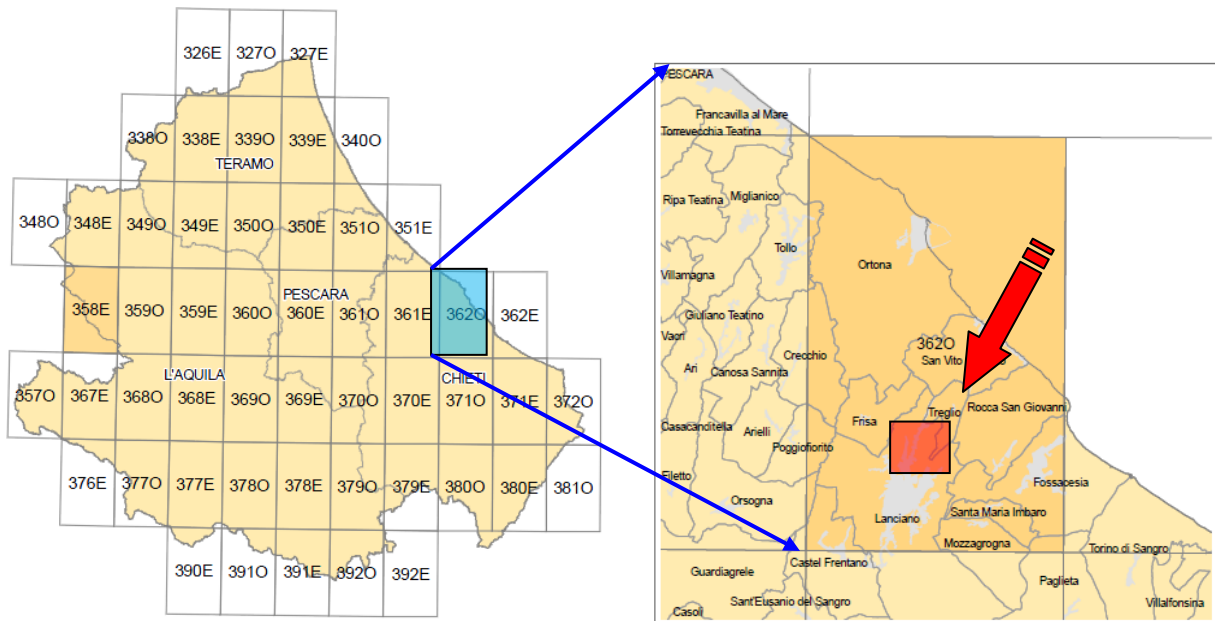 326E 327O 327E
338O 338E 339O 339E 340O
TERAMO
348O 348E 349O 349E 350O 350E 351O 351E
PESCARA
358E 359O 359E 360O 360E 361O 361E 362O 362E
L'AQUILA
CHIETI
357O 367E 368O 368E 369O 369E 370O 370E 371O 371E 372O
376E 377O 377E 378O 378E 379O 379E 380O 380E 381O
390E 391O 391E 392O 392E
PESCARA
Francavilla al Mare
Torrevecchia Teatina
Ripa Teatina
Miglianico
Tollo
Ortona
Villamagna
Giuliano Teatino
Vacri
362O
Crecchio
San Vito
Ari
Canosa Sannita
Rocca San Giovanni
Treglio
Frisa
Casacanditella
Arielli
Poggiofiorito
Filetto
Fossacesia
Orsogna
Santa Maria Imbaro
Lanciano
Mozzagrogna
Torino di Sangro
Castel Frentano
Guardiagrele
Paglieta
Sant'Eusanio del Sangro
Villalfonsina
Casoli